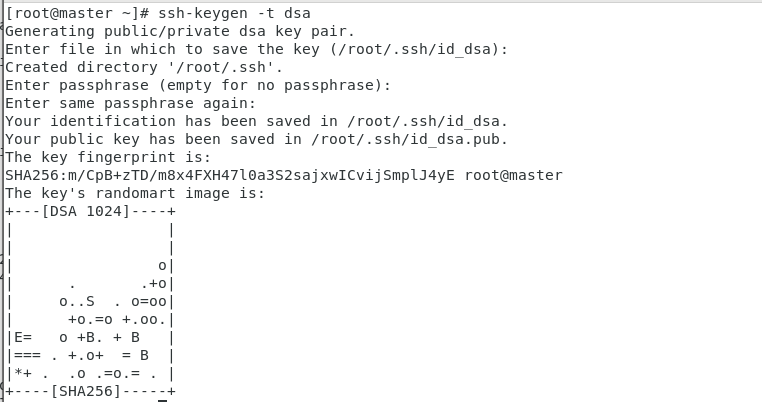 [root@master ~]# ssh-keygen -t dsa
Generating public/private dsa key pair.
Enter file in which to save the key (/root/.ssh/id_dsa):
Created directory '/root/.ssh'.
Enter passphrase (empty for no passphrase):
Enter same passphrase again:
Your identification has been saved in /root/.ssh/id_dsa.
Your public key has been saved in /root/.ssh/id_dsa.pub.
The key fingerprint is:
SHA256:m/CpB+zTD/m8x4FXH47l0a3S2sajxwICvijSmplJ4yE root@master
The key's randomart image is:
+---[DSA 1024]----+
|                 |
|                 |
|                o|
|      .       .+o|
|     o..S  . o=oo|
|      +o.=o +.oo.|
|E=   o +B. + B   |
|=== . +.o+  = B  |
|*+ .  .o .=o.= . |
+----[SHA256]-----+